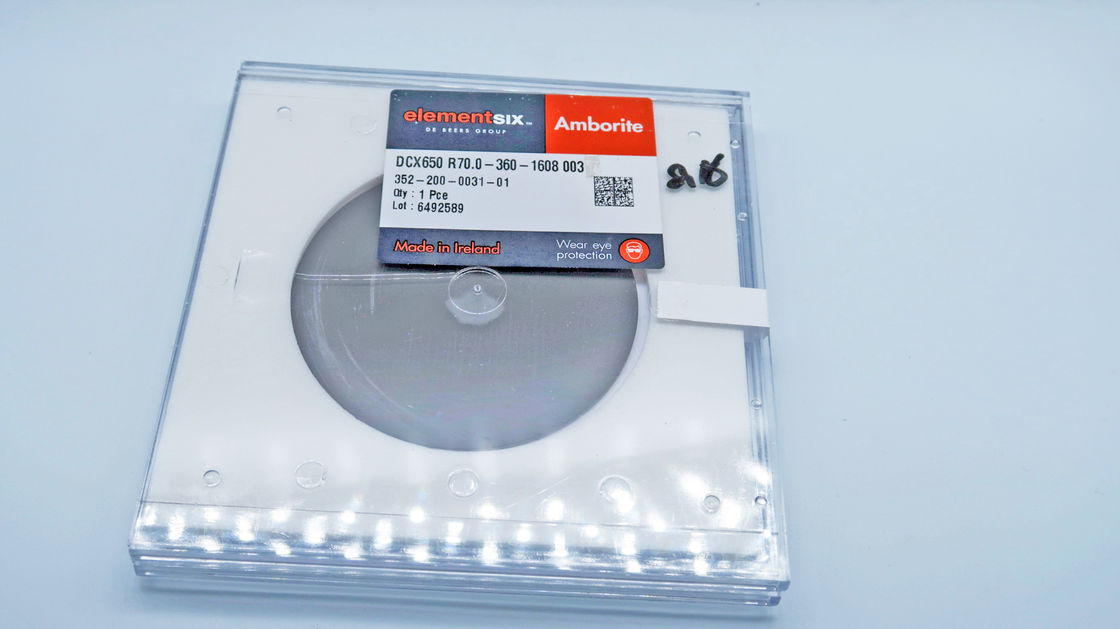 elementsix™
DE BEERS GROUP
Amborite
DCX650 R70.0-360-1608 003
352-200-0031-01
Qty : 1 Pce
Lot : 6492589
Made in Ireland
Wear eye
protection